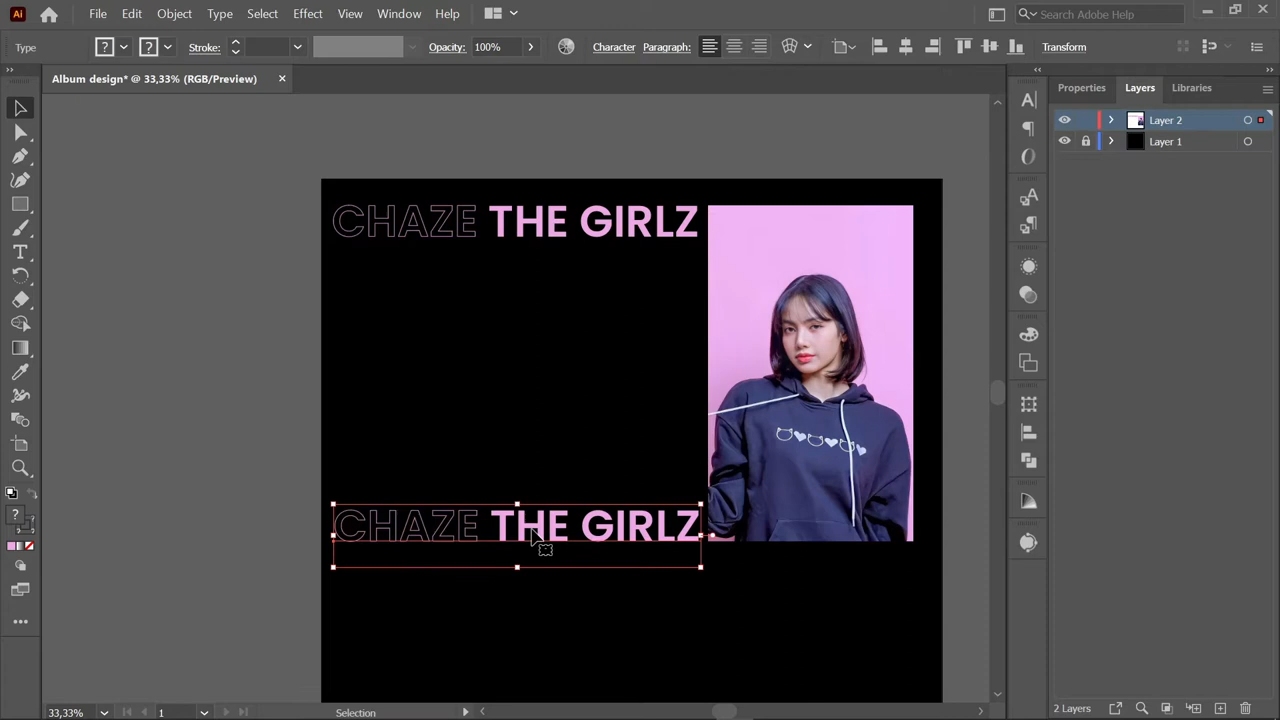 Ai File Edit Object Type Select Effect View Window Help Search Adobe Help
Type ? ? Stroke: Opacity: 100% Character Paragraph: Transform
Album design* @ 33,33% (RGB/Preview)
Properties Layers Libraries
Layer 2
Layer 1
CHAZE THE GIRLZ
CHAZE THE GIRLZ
?
33,33% 1 Selection
2 Layers